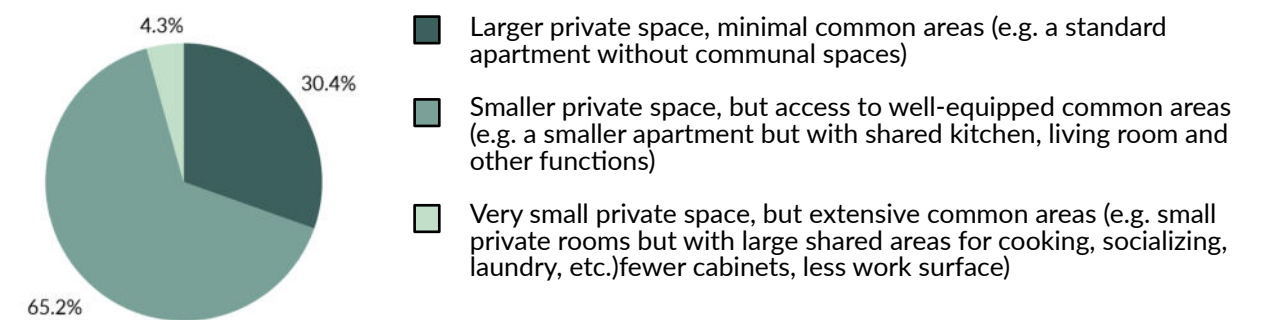 4.3%
30.4%
65.2%
Larger private space, minimal common areas (e.g. a standard
apartment without communal spaces)
Smaller private space, but access to well-equipped common areas
(e.g. a smaller apartment but with shared kitchen, living room and
other functions)
Very small private space, but extensive common areas (e.g. small
private rooms but with large shared areas for cooking, socializing,
laundry, etc.)fewer cabinets, less work surface)